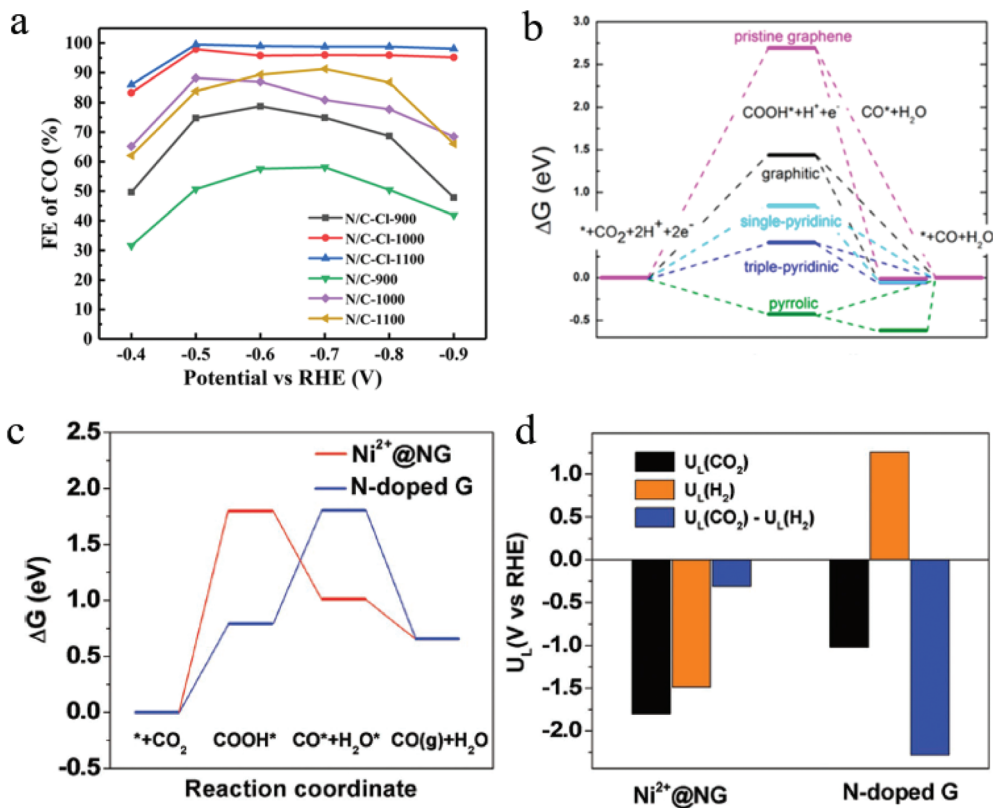 a
FE of CO (%)
100
90
80
70
60
50
40
30
20
10
0
N/C-Cl-900
N/C-Cl-1000
N/C-Cl-1100
N/C-900
N/C-1000
N/C-1100
-0.4
-0.5
-0.6
-0.7
-0.8
-0.9
Potential vs RHE (V)
b
ΔG (eV)
3.0
2.5
2.0
1.5
1.0
0.5
0.0
-0.5
pristine graphene
COOH*+H⁺+e⁻
CO*+H₂O
graphitic
*+CO₂+2H⁺+2e⁻
single-pyridinic
*+CO+H₂O
triple-pyridinic
pyrrolic
c
ΔG (eV)
2.5
2.0
1.5
1.0
0.5
0.0
-0.5
Ni²⁺@NG
N-doped G
*+CO₂
COOH*
CO*+H₂O*
CO(g)+H₂O
Reaction coordinate
d
U_L(V vs RHE)
1.0
0.5
0.0
-0.5
-1.0
-1.5
-2.0
U_L(CO₂)
U_L(H₂)
U_L(CO₂) - U_L(H₂)
Ni²⁺@NG
N-doped G